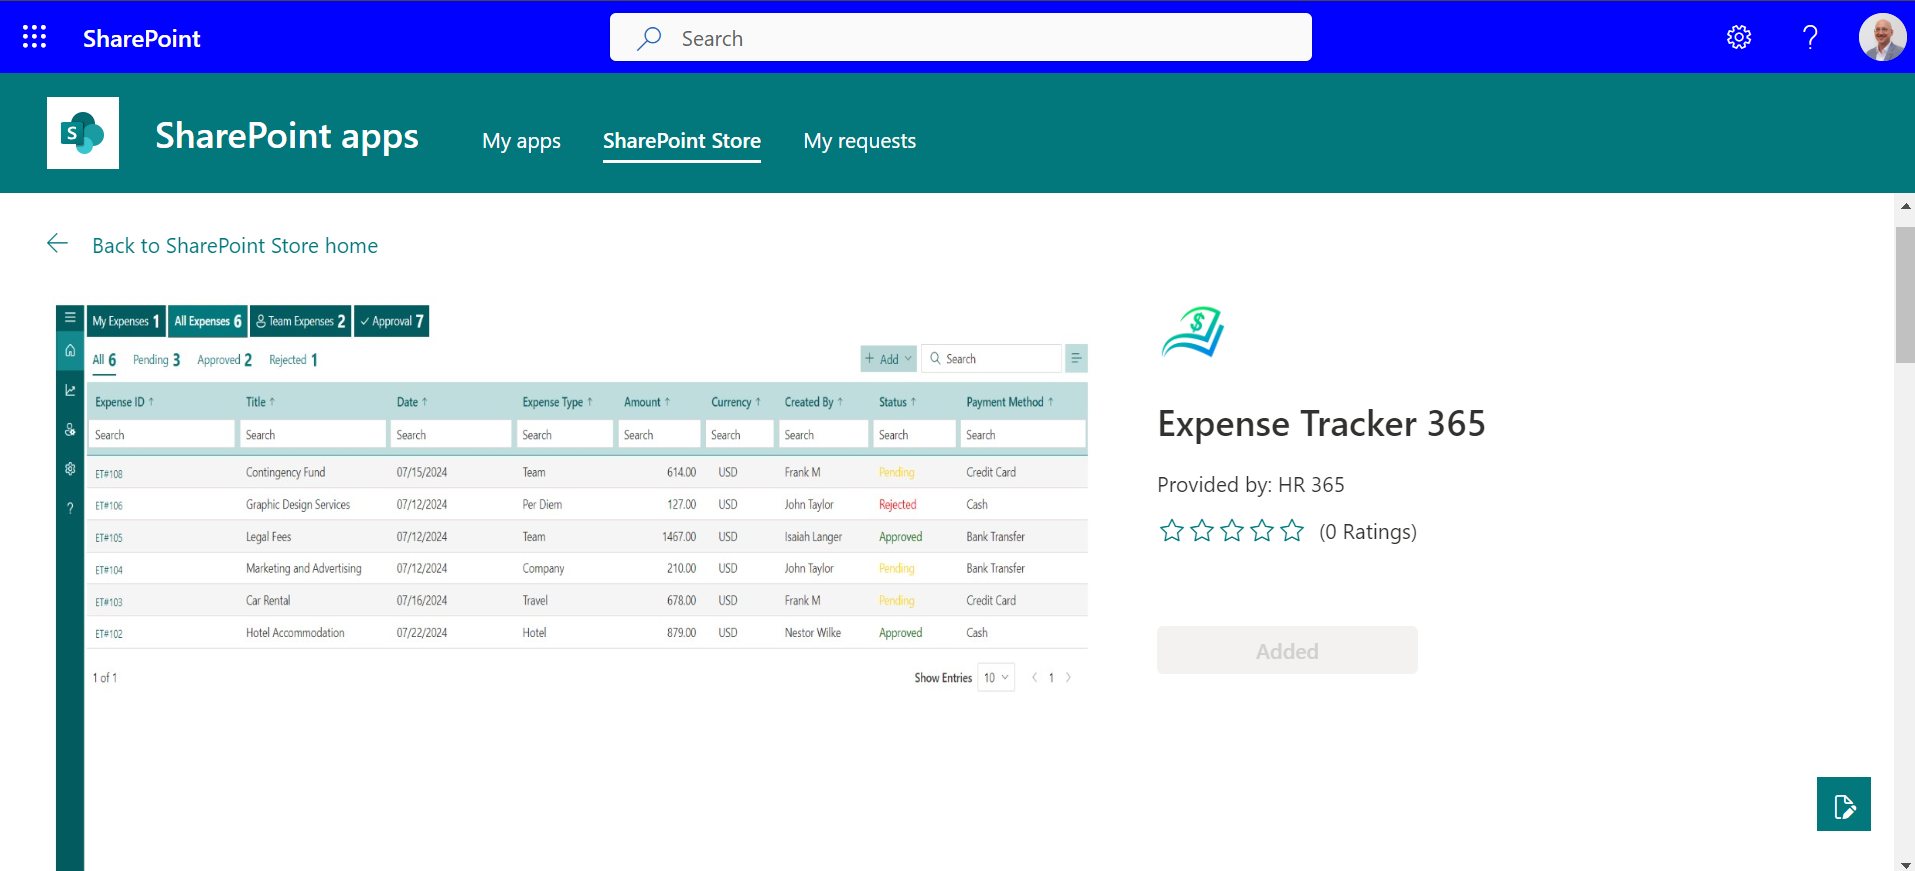 SharePoint
Search
?
S
SharePoint apps
My apps
SharePoint Store
My requests
Back to SharePoint Store home
My Expenses 1
All Expenses 6
Team Expenses 2
Approval 7
All 6
Pending 3
Approved 2
Rejected 1
+ Add
Search
Expense ID ↑ Title ↑ Date ↑ Expense Type ↑ Amount ↑ Currency ↑ Created By ↑ Status ↑ Payment Method ↑
Search Search Search Search Search Search Search Search Search
ET#108 Contingency Fund 07/15/2024 Team 614.00 USD Frank M Pending Credit Card
ET#106 Graphic Design Services 07/12/2024 Per Diem 127.00 USD John Taylor Rejected Cash
ET#105 Legal Fees 07/12/2024 Team 1467.00 USD Isaiah Langer Approved Bank Transfer
ET#104 Marketing and Advertising 07/12/2024 Company 210.00 USD John Taylor Pending Bank Transfer
ET#103 Car Rental 07/16/2024 Travel 678.00 USD Frank M Pending Credit Card
ET#102 Hotel Accommodation 07/22/2024 Hotel 879.00 USD Nestor Wilke Approved Cash
?
1 of 1
Show Entries 10 < 1 >
$
Expense Tracker 365
Provided by: HR 365
(0 Ratings)
Added